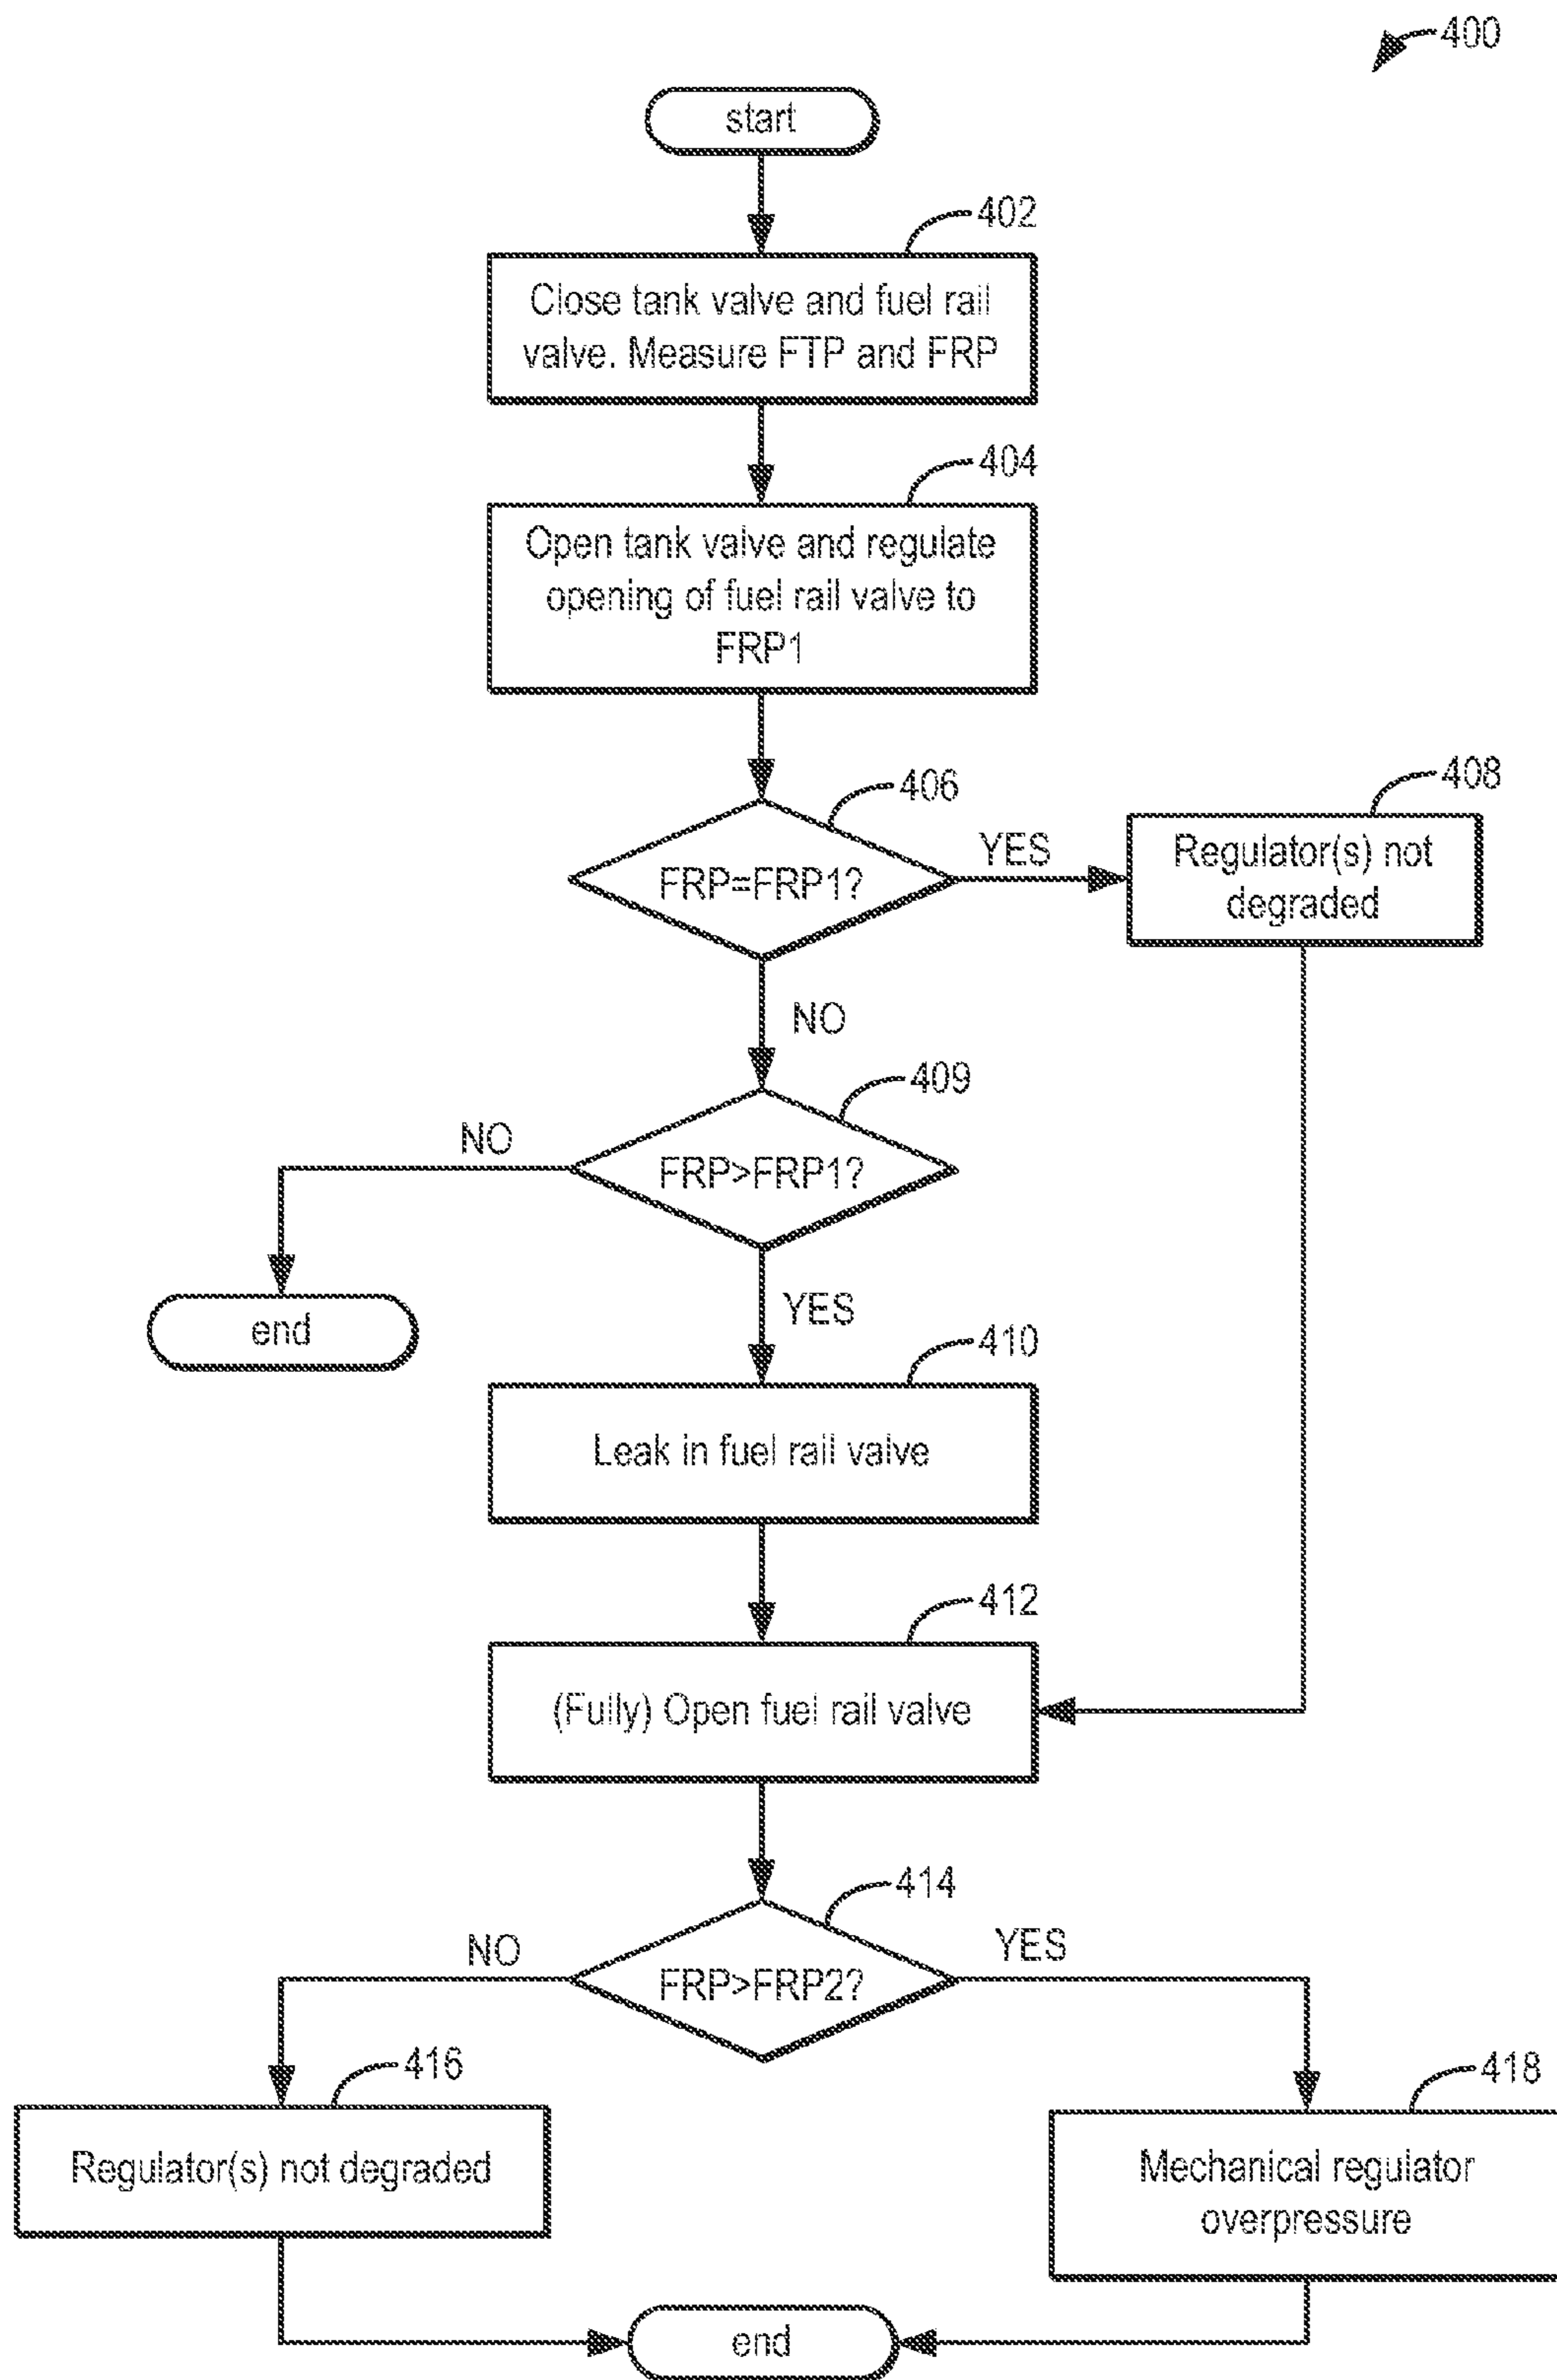 400
start
402
Close tank valve and fuel rail
valve. Measure FTP and FRP
404
Open tank valve and regulate
opening of fuel rail valve to
FRP1
406
FRP=FRP1?
YES
408
Regulator(s) not
degraded
NO
409
FRP>FRP1?
NO
end
YES
410
Leak in fuel rail valve
412
(Fully) Open fuel rail valve
414
FRP>FRP2?
NO
YES
416
Regulator(s) not degraded
418
Mechanical regulator
overpressure
end